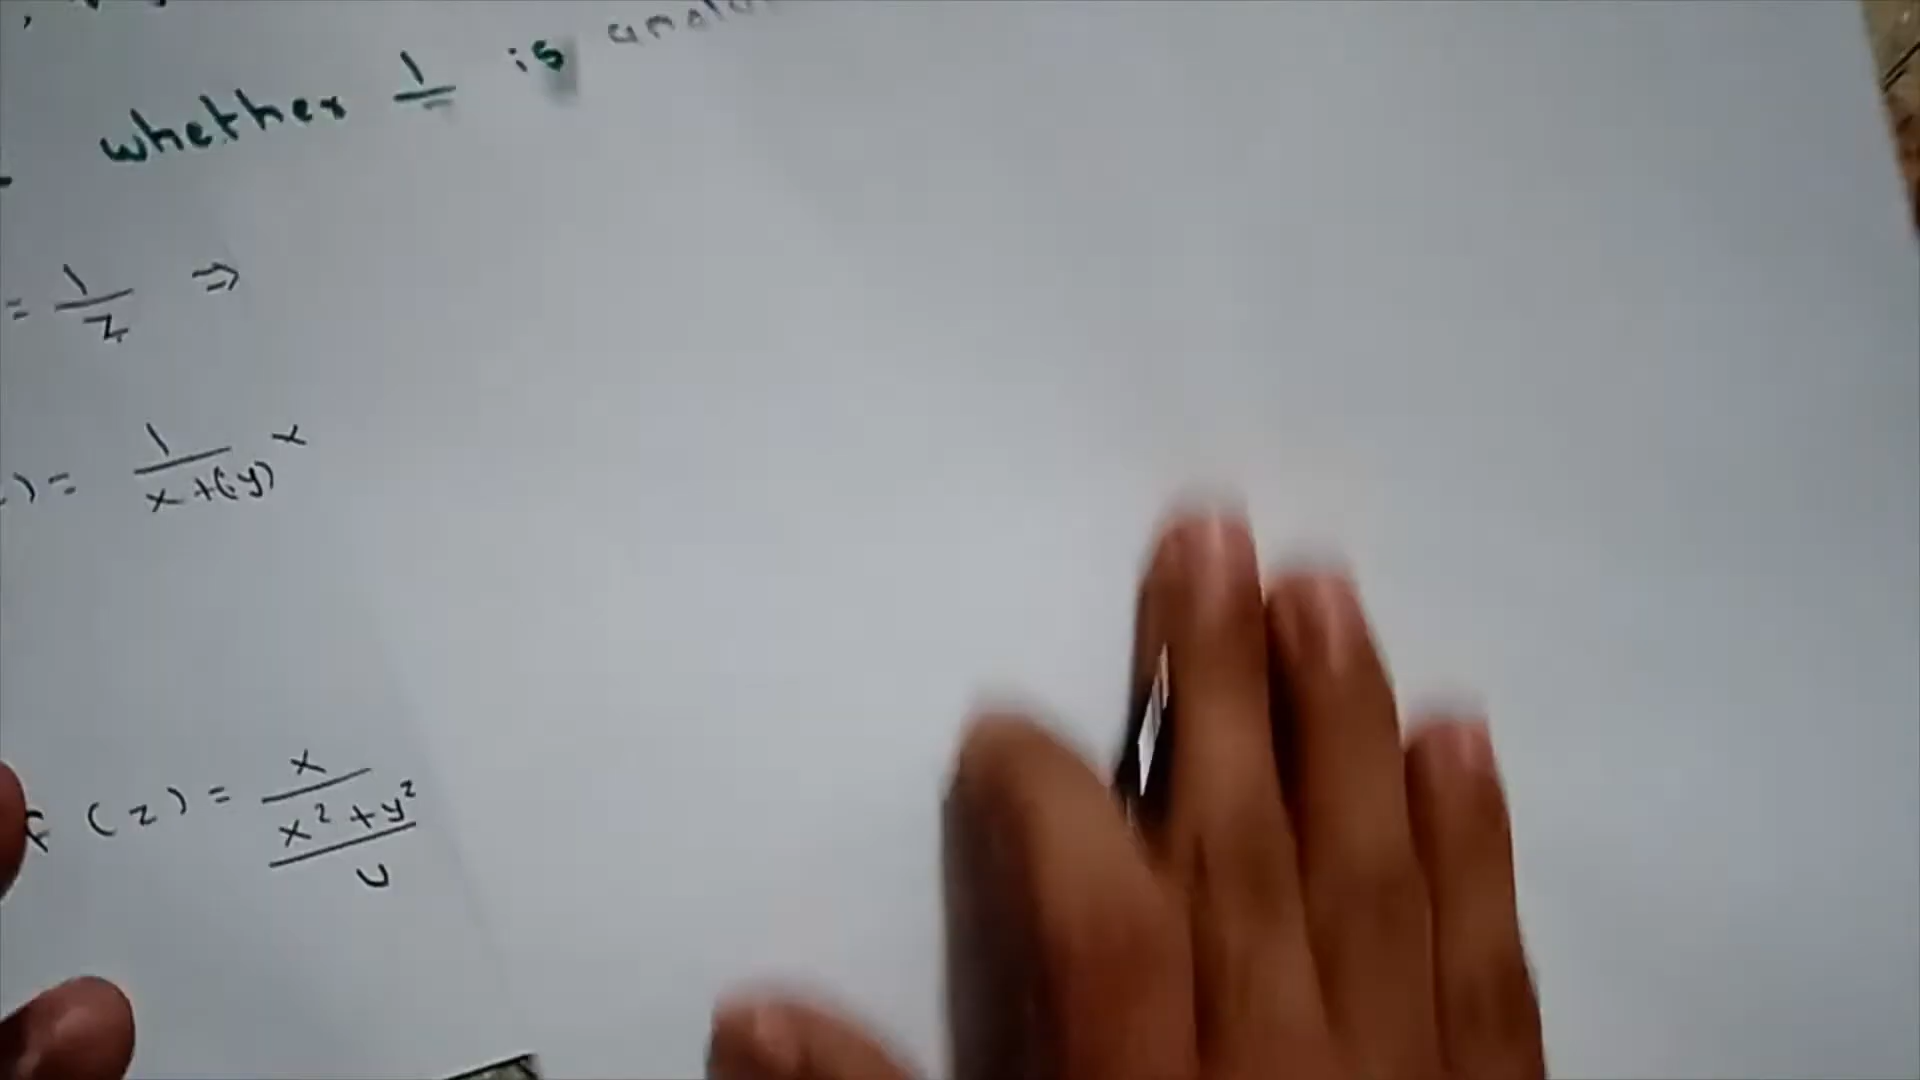 whether 1/ is
= 1/z ⇒
) = 1/x+(iy) ×
f(z) = x/x²+y²
U